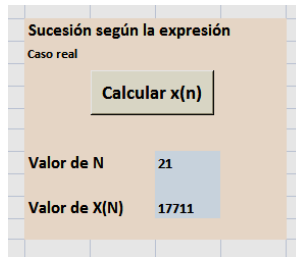 Sucesión según la expresión
Caso real
Calcular x(n)
Valor de N 21
Valor de X(N) 17711